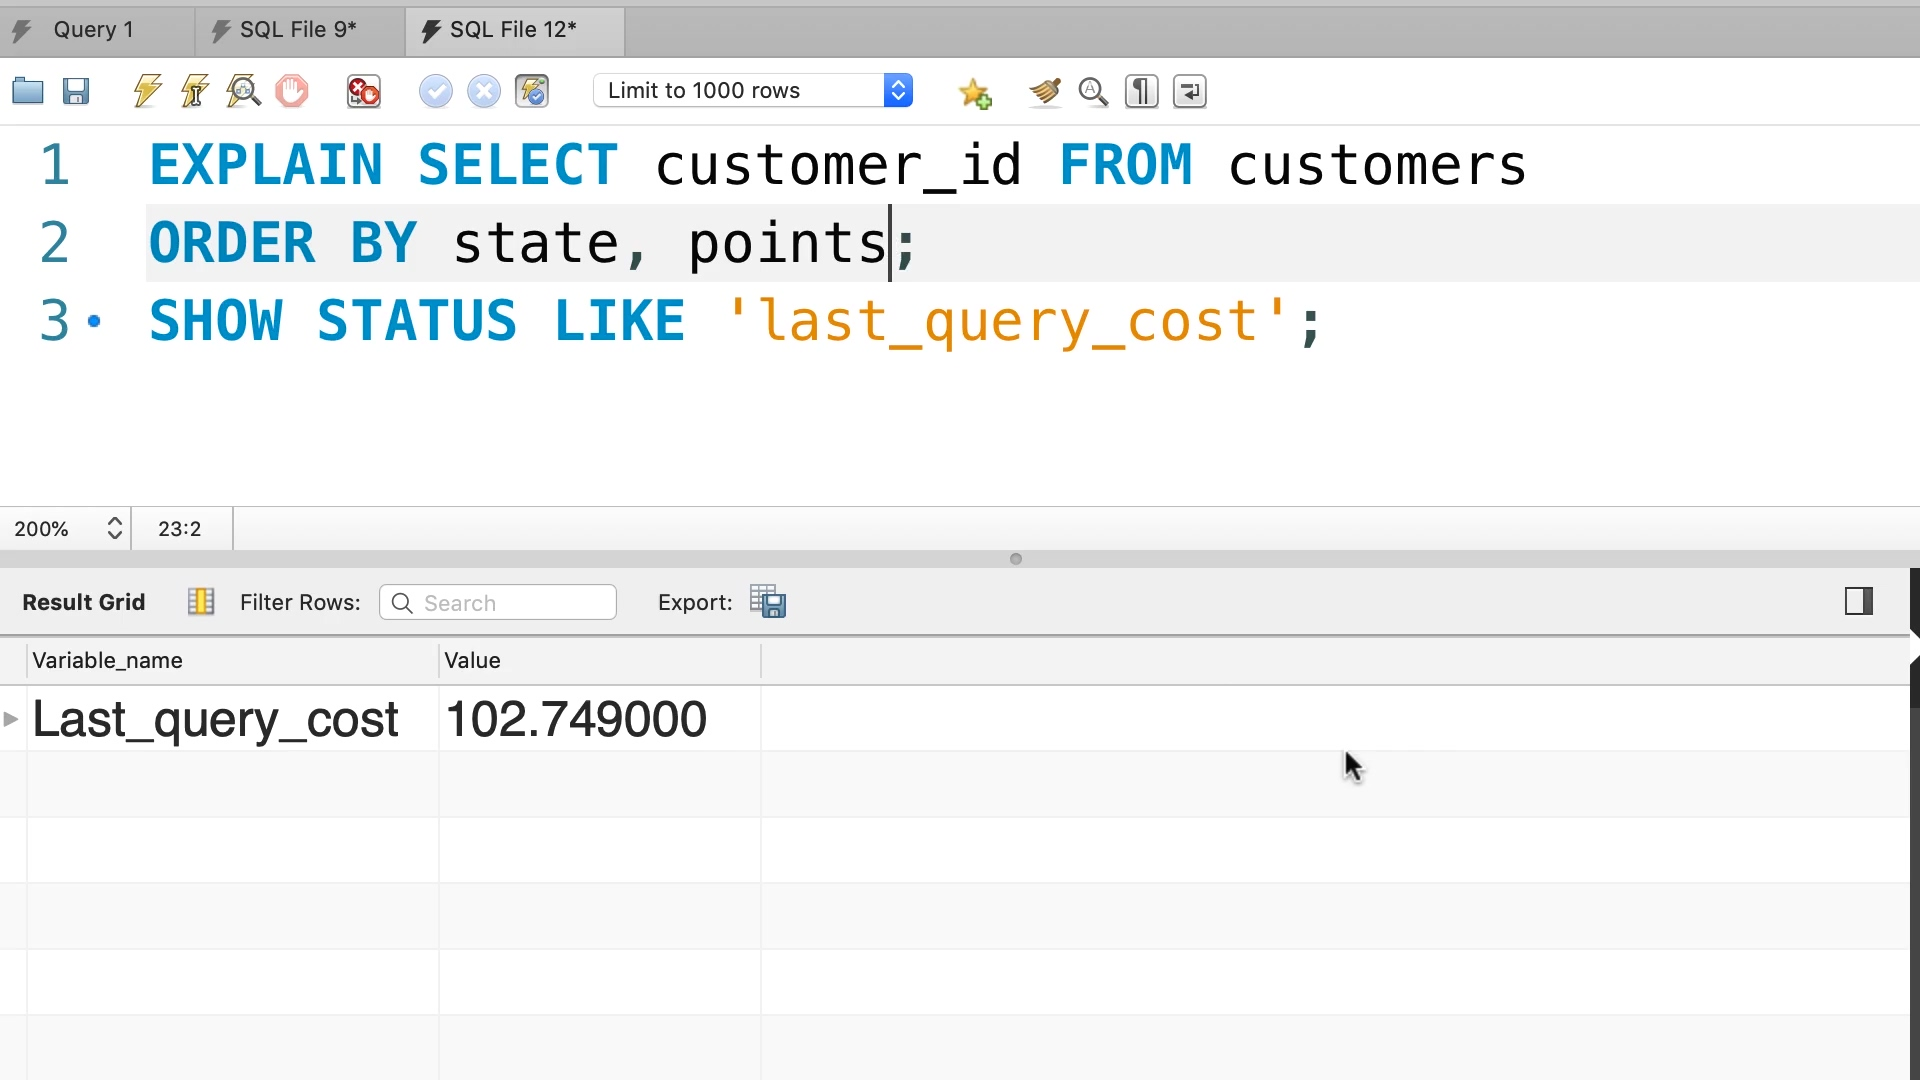 Query 1
SQL File 9*
SQL File 12*
Limit to 1000 rows
1 EXPLAIN SELECT customer_id FROM customers
2 ORDER BY state, points;
3 SHOW STATUS LIKE 'last_query_cost';
200% 23:2
Result Grid Filter Rows: Search Export:
Variable_name Value
Last_query_cost 102.749000